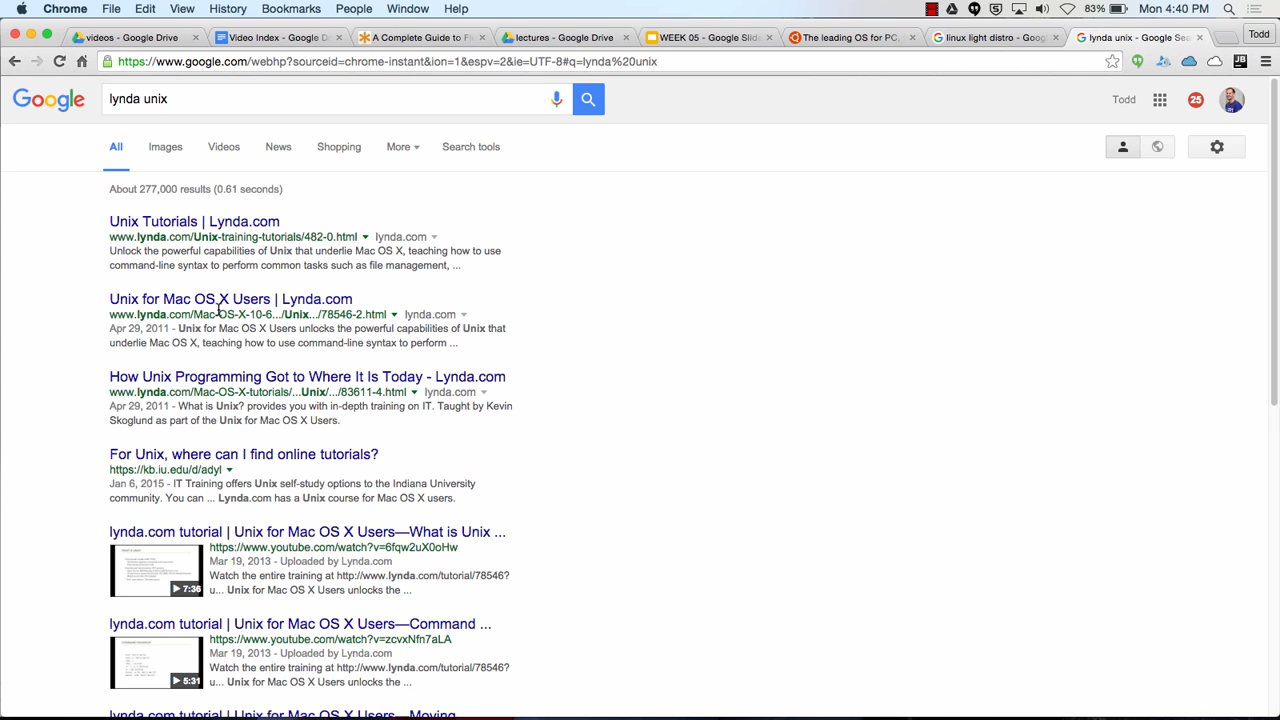 Chrome File Edit View History Bookmarks People Window Help 83% Mon 4:40 PM
videos - Google Drive Video Index - Google D A Complete Guide to Fl lectures - Google Drive WEEK 05 - Google Slide The leading OS for PC, linux light distro - Google lynda unix - Google Sea Todd
https://www.google.com/webhp?sourceid=chrome-instant&ion=1&espv=2&ie=UTF-8#q=lynda%20unix
Google lynda unix Todd 25
All Images Videos News Shopping More Search tools
About 277,000 results (0.61 seconds)
Unix Tutorials | Lynda.com
www.lynda.com/Unix-training-tutorials/482-0.html lynda.com
Unlock the powerful capabilities of Unix that underlie Mac OS X, teaching how to use
command-line syntax to perform common tasks such as file management, ...
Unix for Mac OS X Users | Lynda.com
www.lynda.com/Mac-OS-X-10-6.../Unix.../78546-2.html lynda.com
Apr 29, 2011 - Unix for Mac OS X Users unlocks the powerful capabilities of Unix that
underlie Mac OS X, teaching how to use command-line syntax to perform ...
How Unix Programming Got to Where It Is Today - Lynda.com
www.lynda.com/Mac-OS-X-tutorials/...Unix/.../83611-4.html lynda.com
Apr 29, 2011 - What is Unix? provides you with in-depth training on IT. Taught by Kevin
Skoglund as part of the Unix for Mac OS X Users.
For Unix, where can I find online tutorials?
https://kb.iu.edu/d/adyl
Jan 6, 2015 - IT Training offers Unix self-study options to the Indiana University
community. You can ... Lynda.com has a Unix course for Mac OS X users.
lynda.com tutorial | Unix for Mac OS X Users—What is Unix ...
https://www.youtube.com/watch?v=6fqw2uX0oHw
Mar 19, 2013 - Uploaded by Lynda.com
Watch the entire training at http://www.lynda.com/tutorial/78546?
7:36 u... Unix for Mac OS X Users unlocks the ...
lynda.com tutorial | Unix for Mac OS X Users—Command ...
https://www.youtube.com/watch?v=zcvxNfn7aLA
Mar 19, 2013 - Uploaded by Lynda.com
Watch the entire training at http://www.lynda.com/tutorial/78546?
5:31 u... Unix for Mac OS X Users unlocks the ...
lynda.com tutorial | Unix for Mac OS X Users—Moving